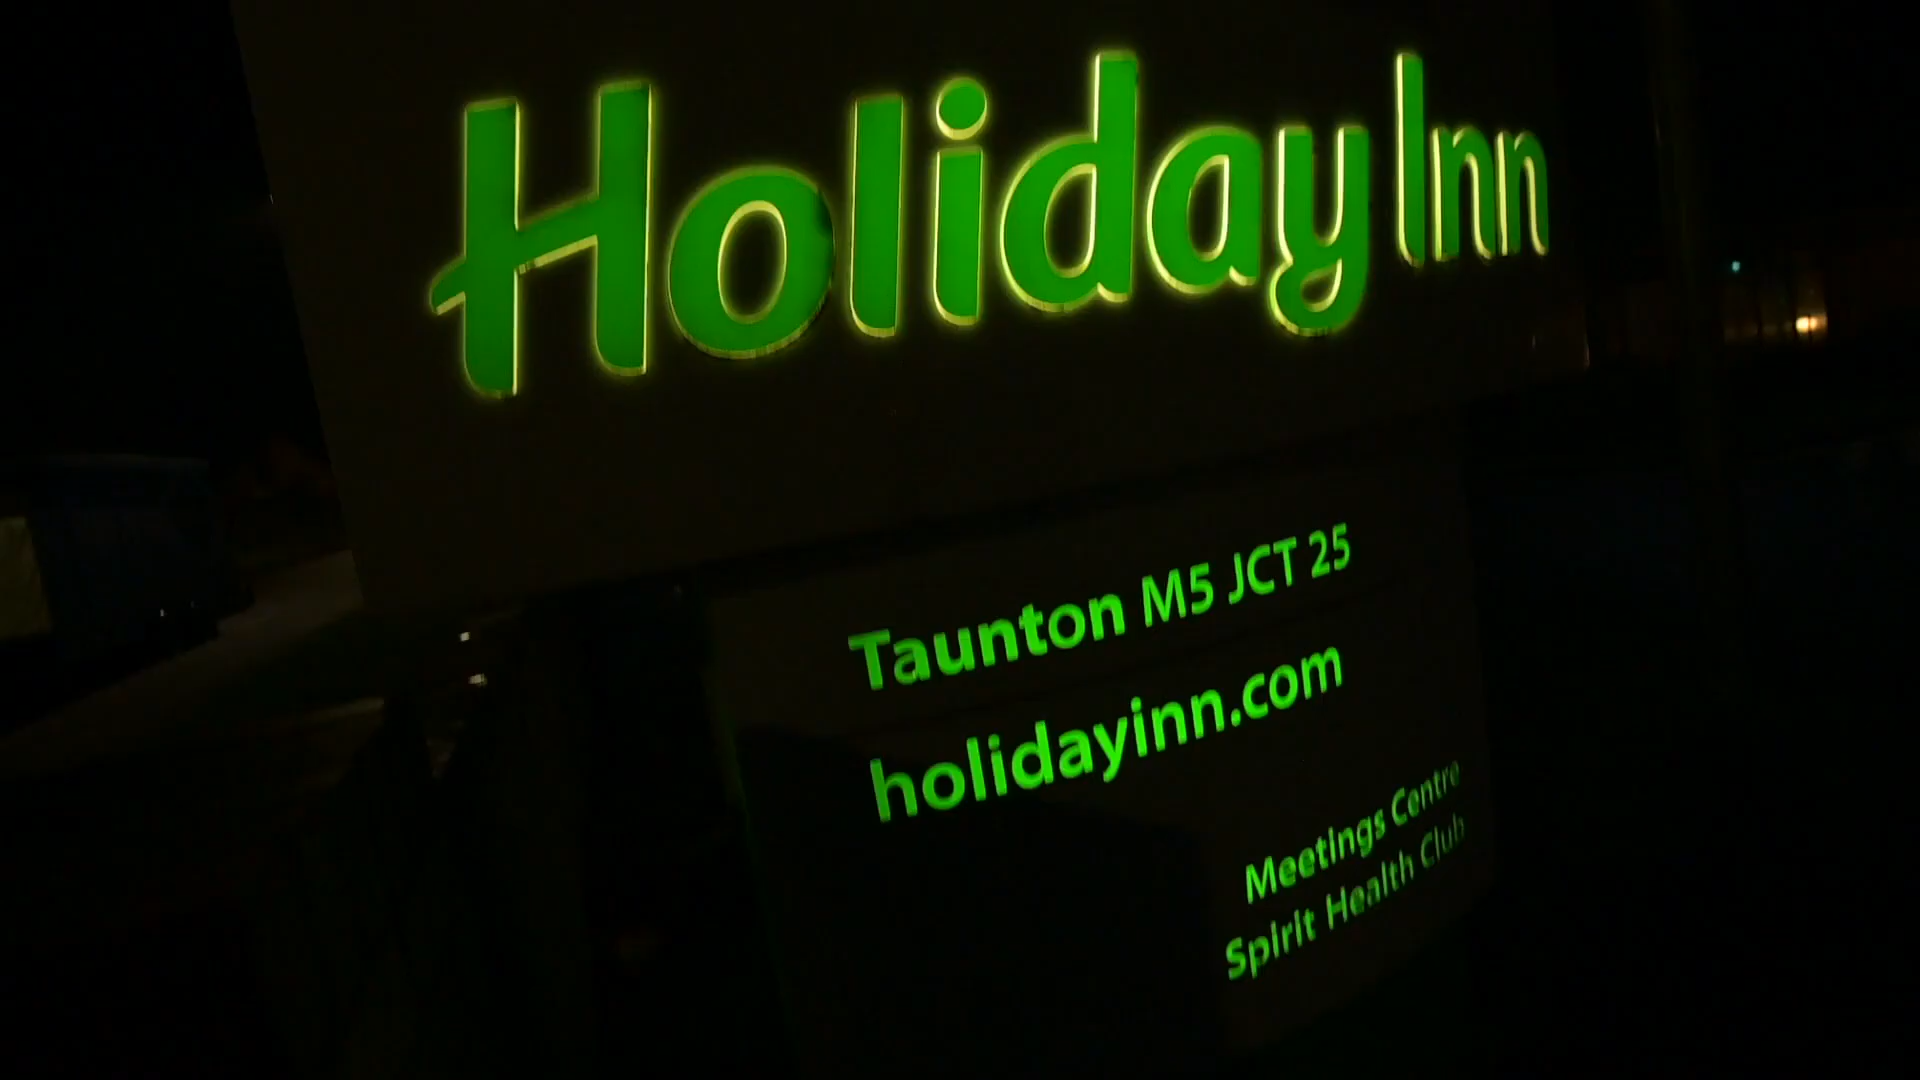 Holiday Inn
Taunton M5 JCT 25
holidayinn.com
Meetings Centre
Spirit Health Club